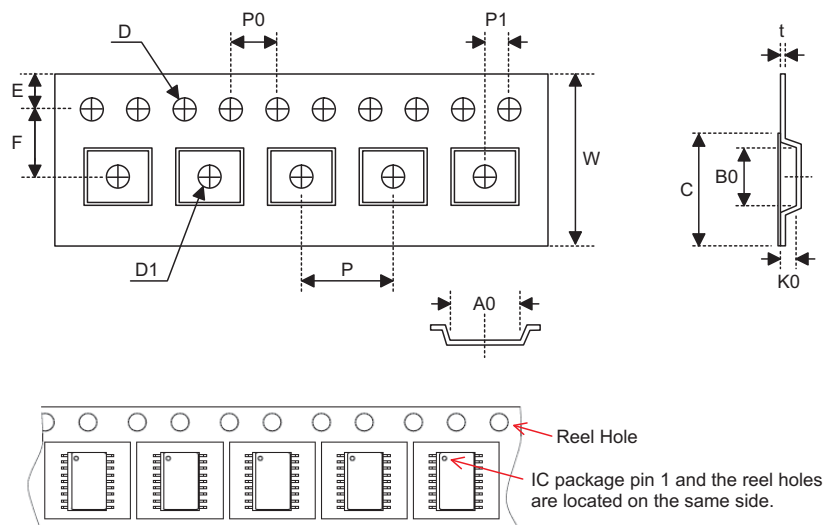 D
P0
P1
t
E
F
W
C
B0
D1
P
K0
A0
Reel Hole
IC package pin 1 and the reel holes
are located on the same side.